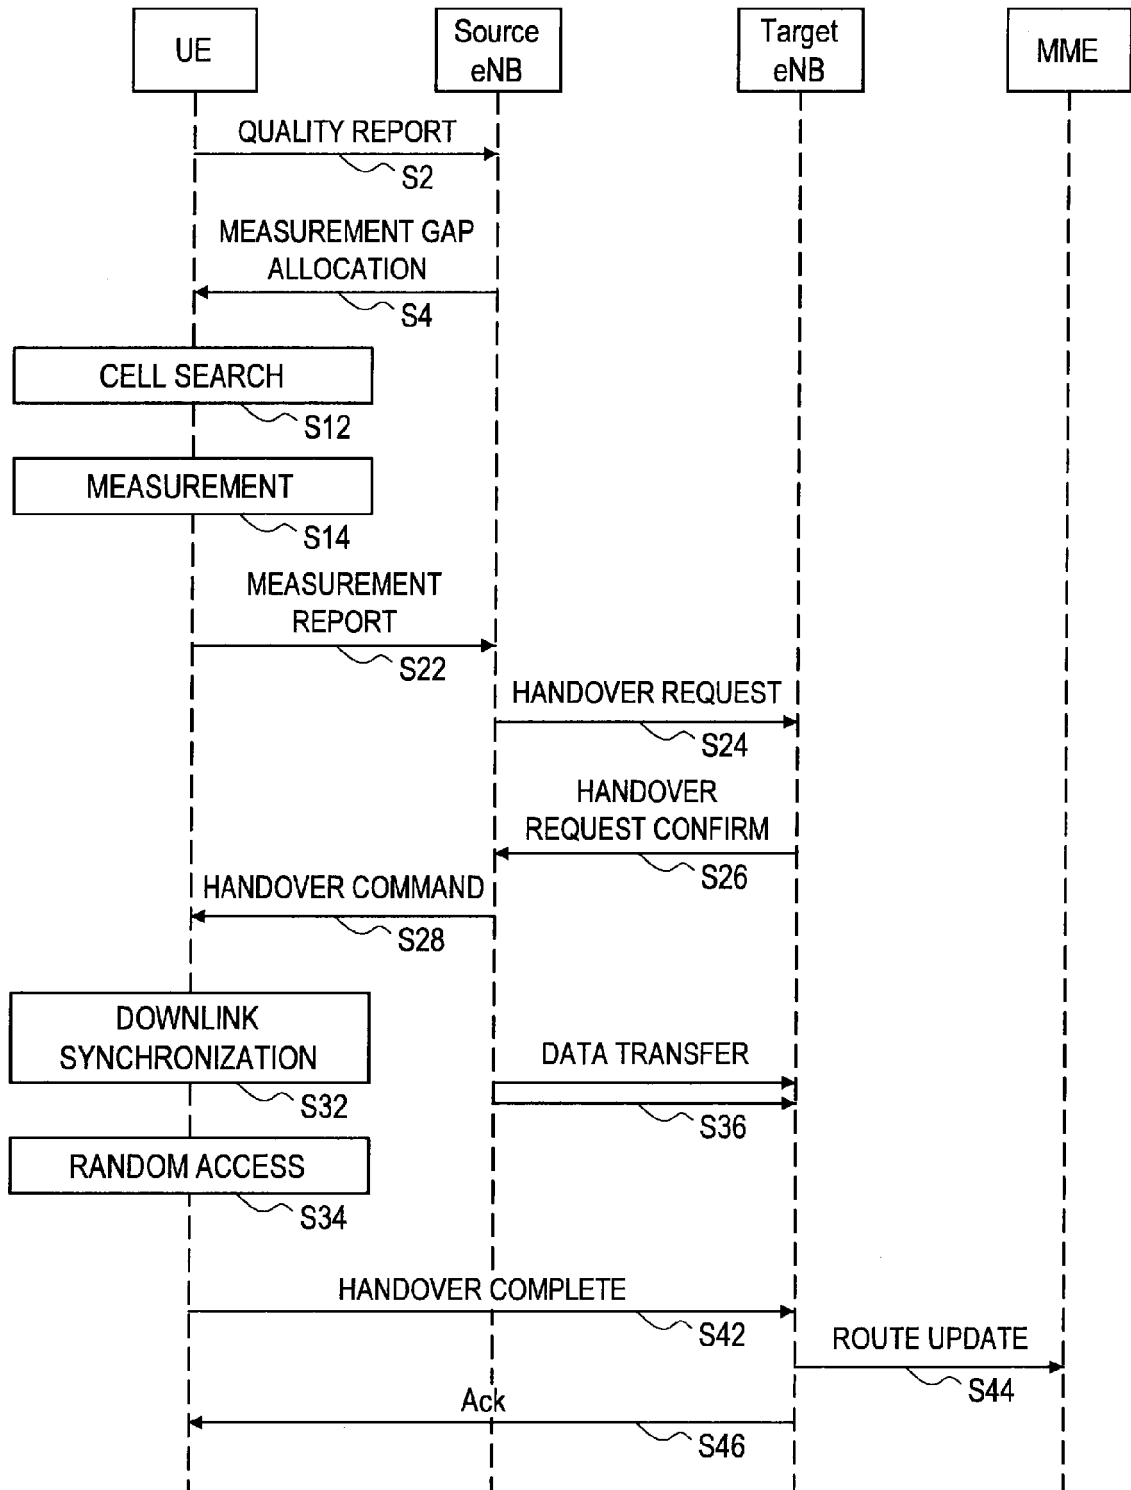 UE
Source
eNB
Target
eNB
MME
QUALITY REPORT
S2
MEASUREMENT GAP
ALLOCATION
S4
CELL SEARCH
S12
MEASUREMENT
S14
MEASUREMENT
REPORT
S22
HANDOVER REQUEST
S24
HANDOVER
REQUEST CONFIRM
S26
HANDOVER COMMAND
S28
DOWNLINK
SYNCHRONIZATION
S32
DATA TRANSFER
S36
RANDOM ACCESS
S34
HANDOVER COMPLETE
S42
ROUTE UPDATE
S44
Ack
S46